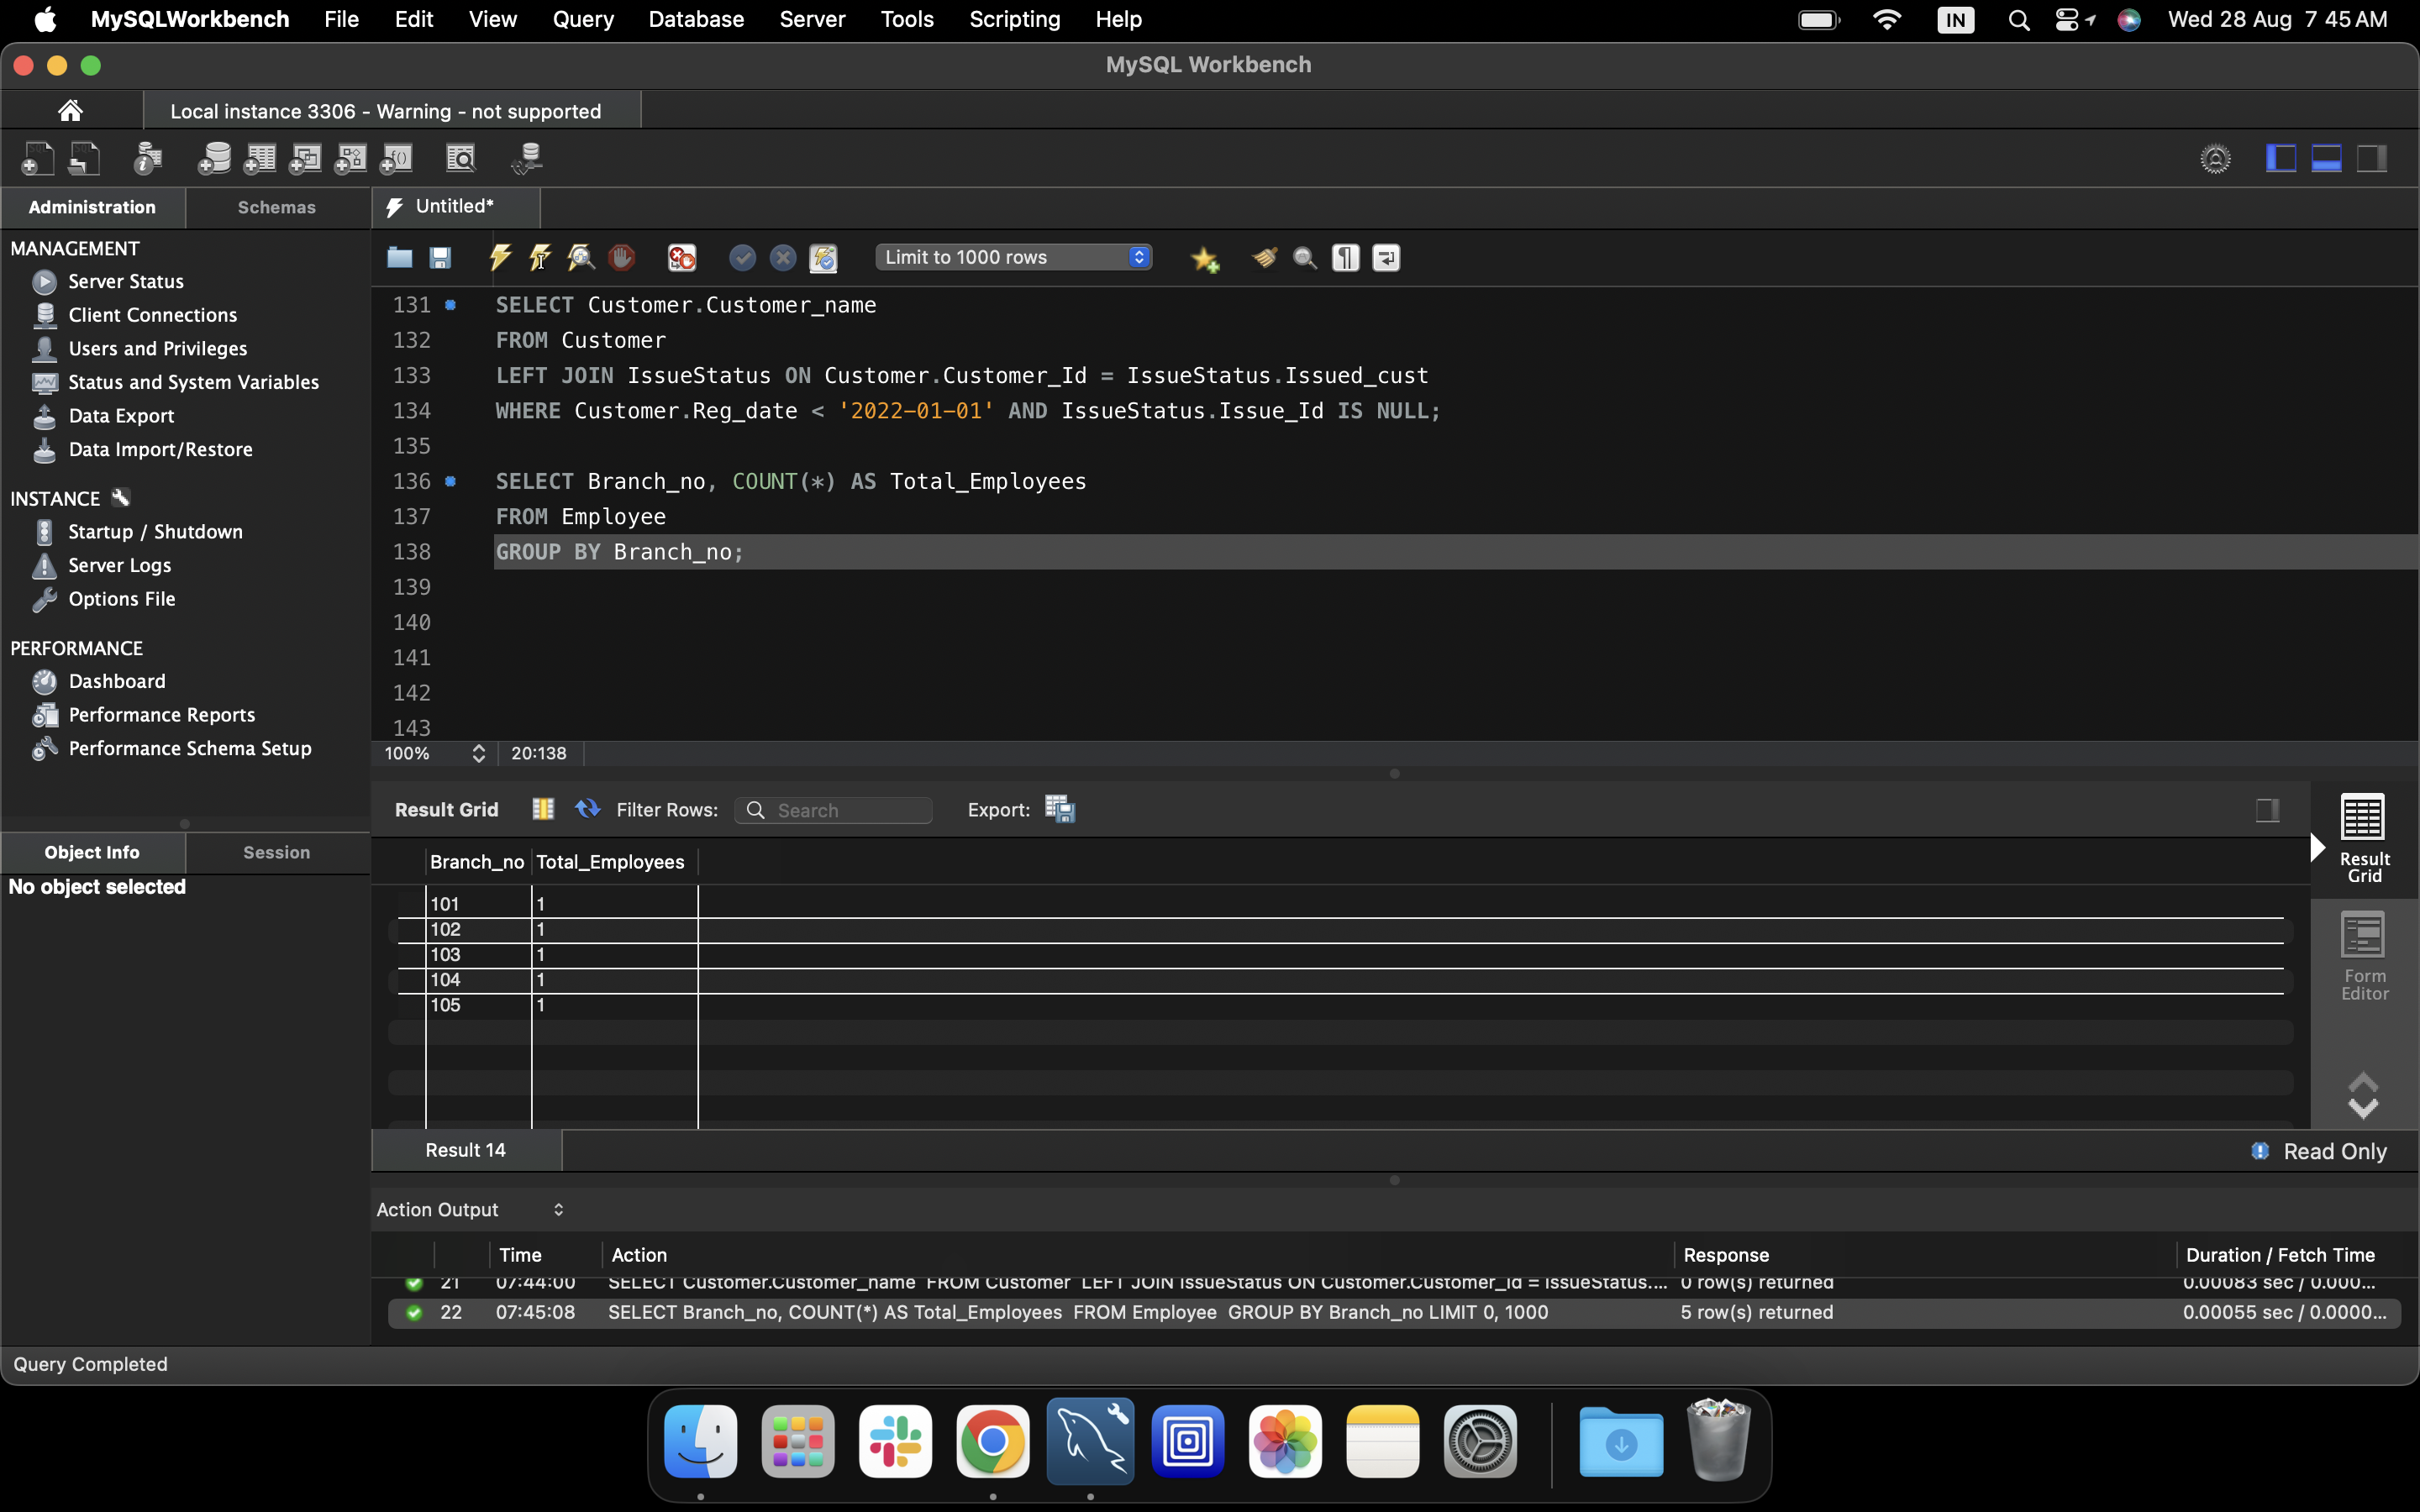 MySQLWorkbench File Edit View Query Database Server Tools Scripting Help IN Wed 28 Aug 7 45 AM
MySQL Workbench
Local instance 3306 - Warning - not supported
Administration Schemas Untitled*
MANAGEMENT
Server Status
Client Connections
Users and Privileges
Status and System Variables
Data Export
Data Import/Restore
INSTANCE
Startup / Shutdown
Server Logs
Options File
PERFORMANCE
Dashboard
Performance Reports
Performance Schema Setup
Object Info Session
No object selected
Limit to 1000 rows
131 SELECT Customer.Customer_name
132 FROM Customer
133 LEFT JOIN IssueStatus ON Customer.Customer_Id = IssueStatus.Issued_cust
134 WHERE Customer.Reg_date < '2022-01-01' AND IssueStatus.Issue_Id IS NULL;
135
136 SELECT Branch_no, COUNT(*) AS Total_Employees
137 FROM Employee
138 GROUP BY Branch_no;
139
140
141
142
143
100% 20:138
Result Grid Filter Rows: Search Export:
Branch_no Total_Employees
101 1
102 1
103 1
104 1
105 1
Result Grid
Form Editor
Result 14 Read Only
Action Output
Time Action Response Duration / Fetch Time
21 07:44:00 SELECT Customer.Customer_name FROM Customer LEFT JOIN IssueStatus ON Customer.Customer_Id = IssueStatus.... 0 row(s) returned 0.00083 sec / 0.000...
22 07:45:08 SELECT Branch_no, COUNT(*) AS Total_Employees FROM Employee GROUP BY Branch_no LIMIT 0, 1000 5 row(s) returned 0.00055 sec / 0.0000...
Query Completed